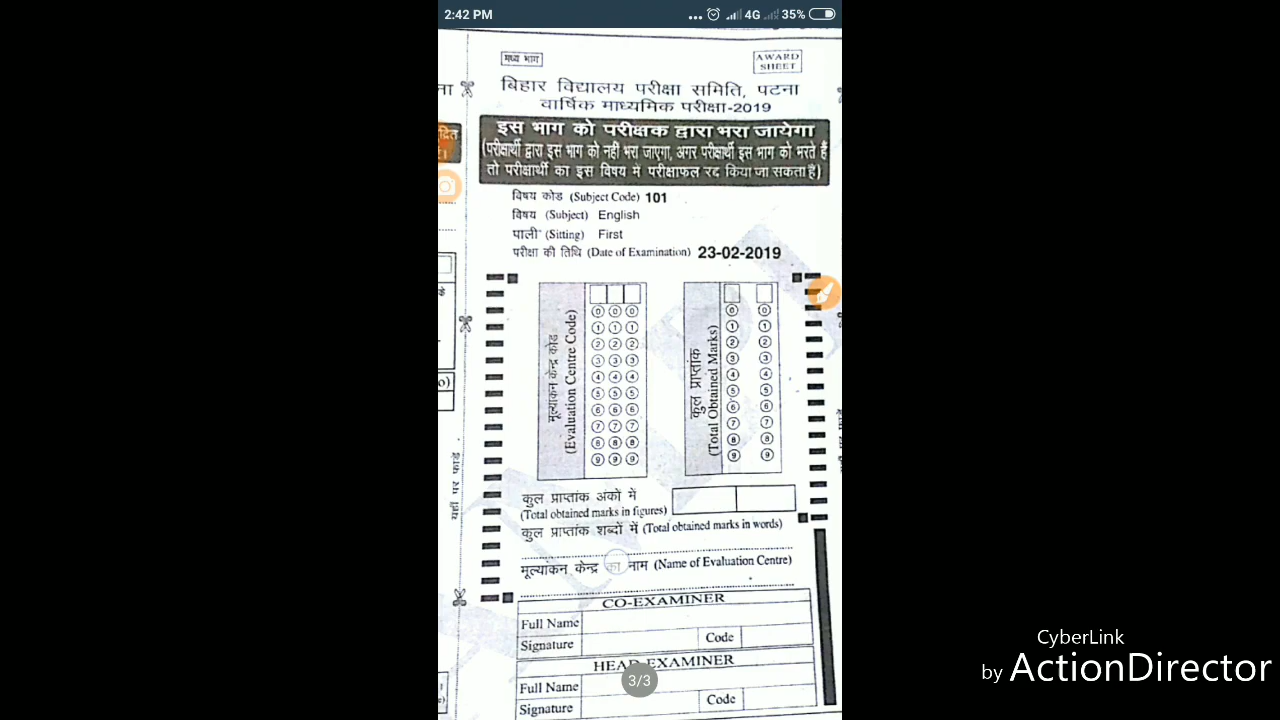 2:42 PM
4G 35%
मध्य भाग
AWARD
SHEET
बिहार विद्यालय परीक्षा समिति, पटना
वार्षिक माध्यमिक परीक्षा-2019
इस भाग को परीक्षक द्वारा भरा जायेगा
(परीक्षार्थी द्वारा इस भाग को नहीं भरा जाएगा, अगर परीक्षार्थी इस भाग को भरते हैं
तो परीक्षार्थी का इस विषय में परीक्षाफल रद्द किया जा सकता है)
विषय कोड (Subject Code) 101
विषय (Subject) English
पाली (Sitting) First
परीक्षा की तिथि (Date of Examination) 23-02-2019
मूल्यांकन केन्द्र कोड
(Evaluation Centre Code)
0 0 0
1 1 1
2 2 2
3 3 3
4 4 4
5 5 5
6 6 6
7 7 7
8 8 8
9 9 9
कुल प्राप्तांक
(Total Obtained Marks)
0 0
1 1
2 2
3 3
4 4
5 5
6 6
7 7
8 8
9 9
यहाँ पर फाड़ें
कुल प्राप्तांक अंको में
(Total obtained marks in figures)
कुल प्राप्तांक शब्दों में (Total obtained marks in words)
मूल्यांकन केन्द्र का नाम (Name of Evaluation Centre)
CO-EXAMINER
Full Name
Signature Code
HEAD EXAMINER
Full Name
Signature Code
3/3
CyberLink
by ActionDirector